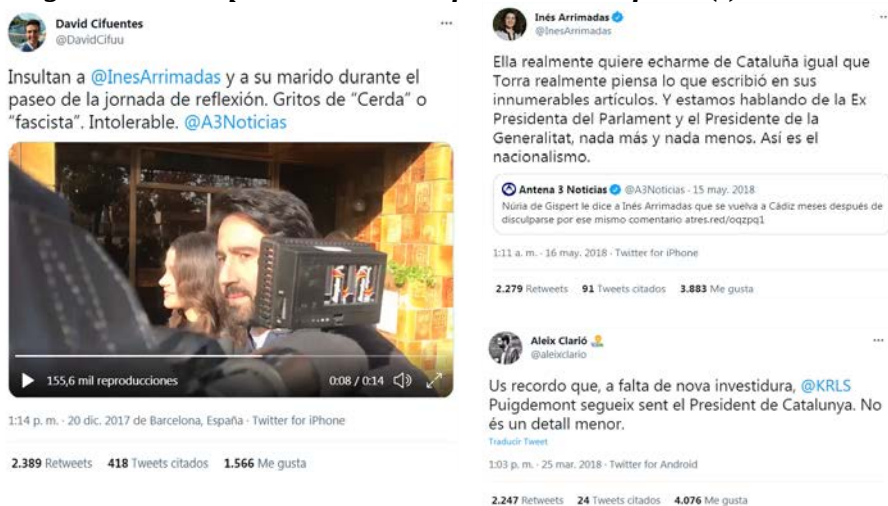 David Cifuentes
@DavidCifuu
Insultan a @InesArrimadas y a su marido durante el
paseo de la jornada de reflexión. Gritos de "Cerda" o
"fascista". Intolerable. @A3Noticias
155,6 mil reproducciones
0:08 / 0:14
1:14 p. m. · 20 dic. 2017 de Barcelona, España · Twitter for iPhone
2.389 Retweets 418 Tweets citados 1.566 Me gusta
Inés Arrimadas
@InesArrimadas
Ella realmente quiere echarme de Cataluña igual que
Torra realmente piensa lo que escribió en sus
innumerables artículos. Y estamos hablando de la Ex
Presidenta del Parlament y el Presidente de la
Generalitat, nada más y nada menos. Así es el
nacionalismo.
Antena 3 Noticias @A3Noticias · 15 may. 2018
Núria de Gispert le dice a Inés Arrimadas que se vuelva a Cádiz meses después de
disculparse por ese mismo comentario atres.red/oqzpq1
1:11 a. m. · 16 may. 2018 · Twitter for iPhone
2.279 Retweets 91 Tweets citados 3.883 Me gusta
Aleix Clarió
@aleixclario
Us recordo que, a falta de nova investidura, @KRLS
Puigdemont segueix sent el President de Catalunya. No
és un detall menor.
Traducir Tweet
1:03 p. m. · 25 mar. 2018 · Twitter for Android
2.247 Retweets 24 Tweets citados 4.076 Me gusta